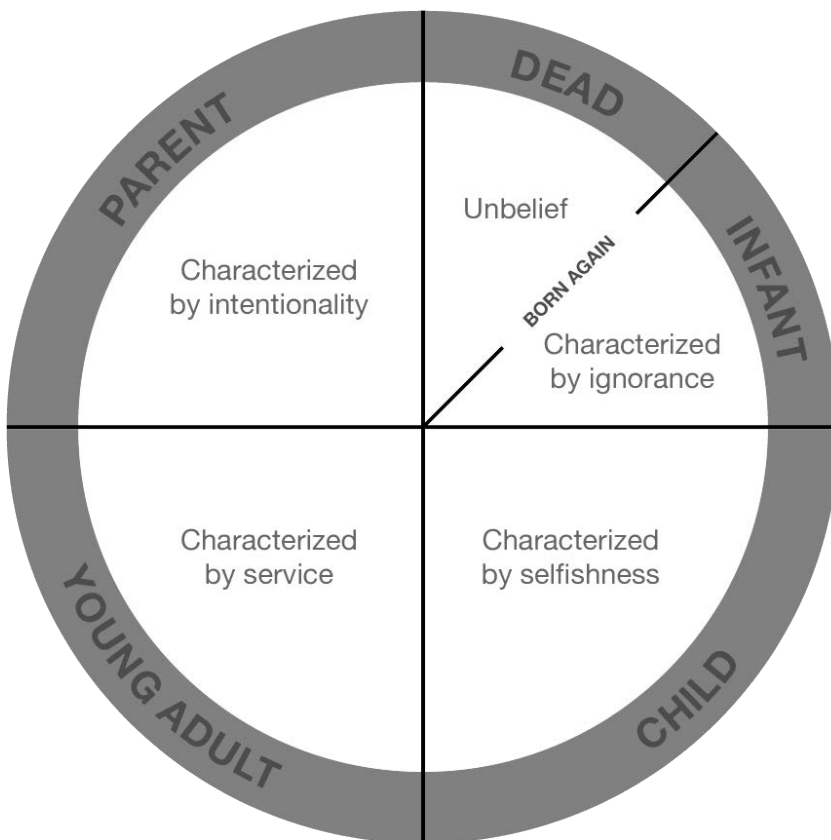 DEAD
Unbelief
BORN AGAIN
INFANT
Characterized
by ignorance
CHILD
Characterized
by selfishness
YOUNG ADULT
Characterized
by service
PARENT
Characterized
by intentionality